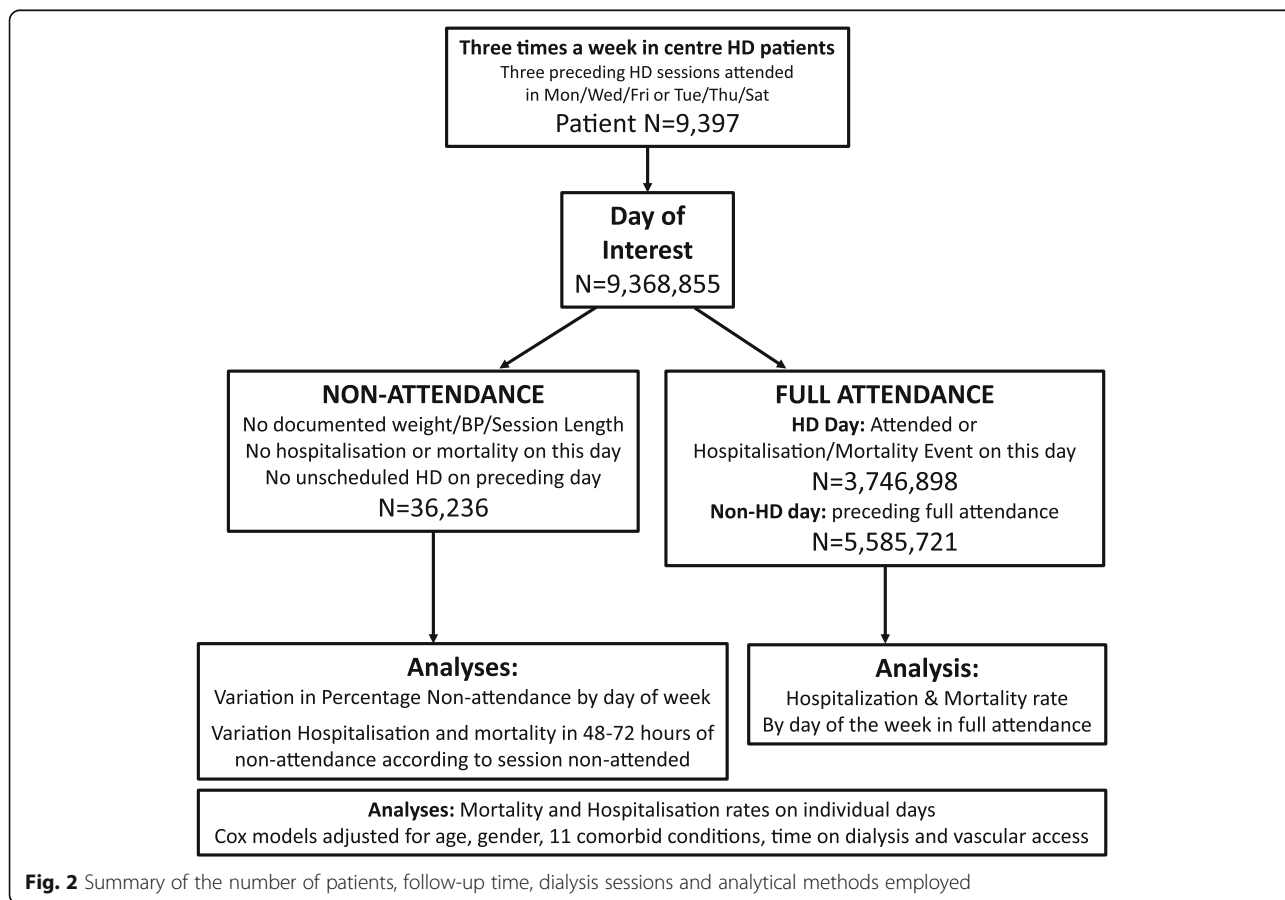 Three times a week in centre HD patients
Three preceding HD sessions attended
in Mon/Wed/Fri or Tue/Thu/Sat
Patient N=9,397
Day of
Interest
N=9,368,855
NON-ATTENDANCE
No documented weight/BP/Session Length
No hospitalisation or mortality on this day
No unscheduled HD on preceding day
N=36,236
FULL ATTENDANCE
HD Day: Attended or
Hospitalisation/Mortality Event on this day
N=3,746,898
Non-HD day: preceding full attendance
N=5,585,721
Analyses:
Variation in Percentage Non-attendance by day of week
Variation Hospitalisation and mortality in 48-72 hours of
non-attendance according to session non-attended
Analysis:
Hospitalization & Mortality rate
By day of the week in full attendance
Analyses: Mortality and Hospitalisation rates on individual days
Cox models adjusted for age, gender, 11 comorbid conditions, time on dialysis and vascular access
Fig. 2 Summary of the number of patients, follow-up time, dialysis sessions and analytical methods employed